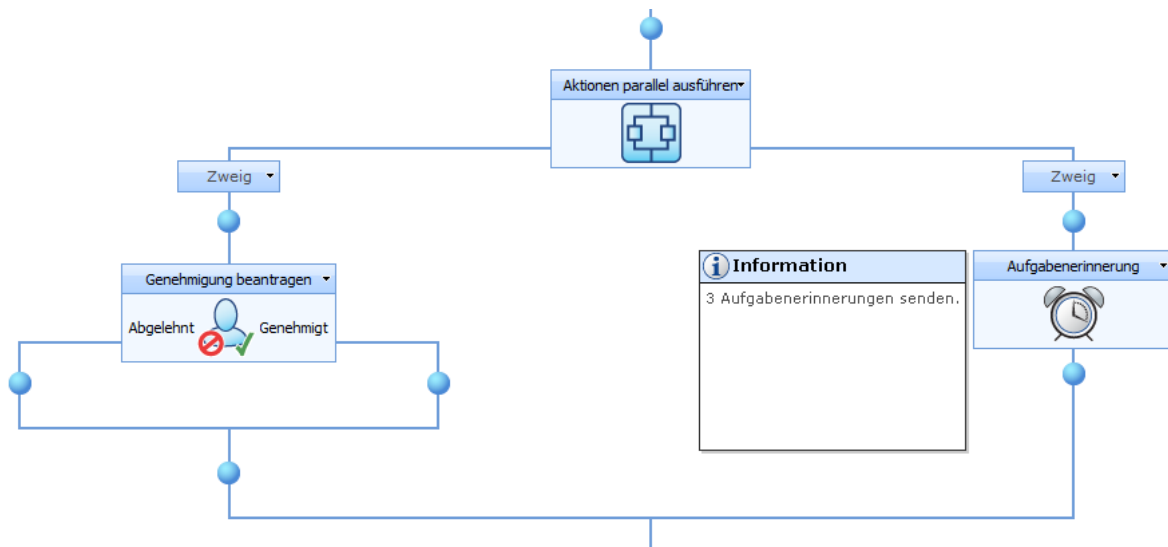 Aktionen parallel ausführen
Zweig
Zweig
Genehmigung beantragen
Abgelehnt
Genehmigt
Information
3 Aufgabenerinnerungen senden.
Aufgabenerinnerung